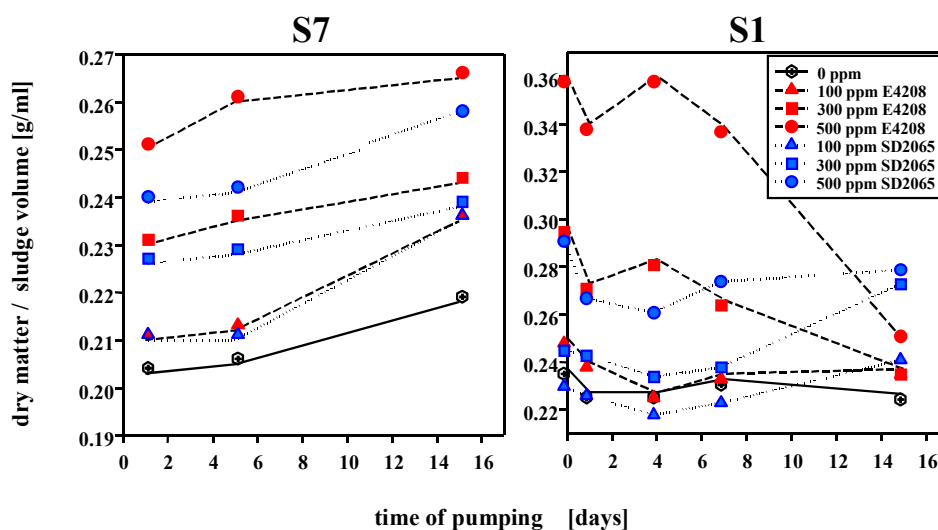 S7
S1
dry matter / sludge volume [g/ml]
0.27
0.26
0.25
0.24
0.23
0.22
0.21
0.20
0.19
0 2 4 6 8 10 12 14 16
0.36
0.34
0.32
0.30
0.28
0.26
0.24
0.22
0 2 4 6 8 10 12 14 16
0 ppm
100 ppm E4208
300 ppm E4208
500 ppm E4208
100 ppm SD2065
300 ppm SD2065
500 ppm SD2065
time of pumping [days]